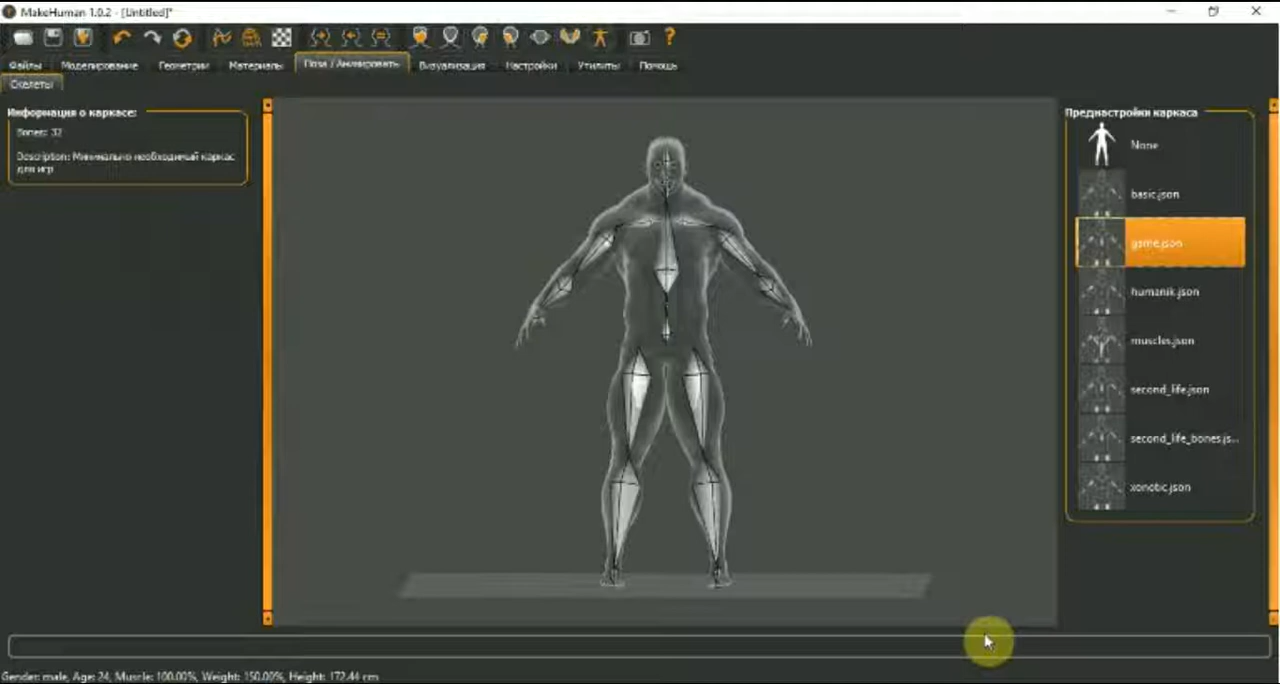 MakeHuman 1.0.2 - [Untitled]*
Файлы Моделирование Геометрии Материалы Поза / Анимировать Визуализация Настройки Утилиты Помощь
Скелеты
Информация о каркасе:
Bones: 32
Description: Минимально необходимый каркас
для игр
Преднастройки каркаса
None
basic.json
game.json
humanik.json
muscles.json
second_life.json
second_life_bones.js...
xonotic.json
Gender: male, Age: 24, Muscle: 100.00%, Weight: 150.00%, Height: 172.44 cm